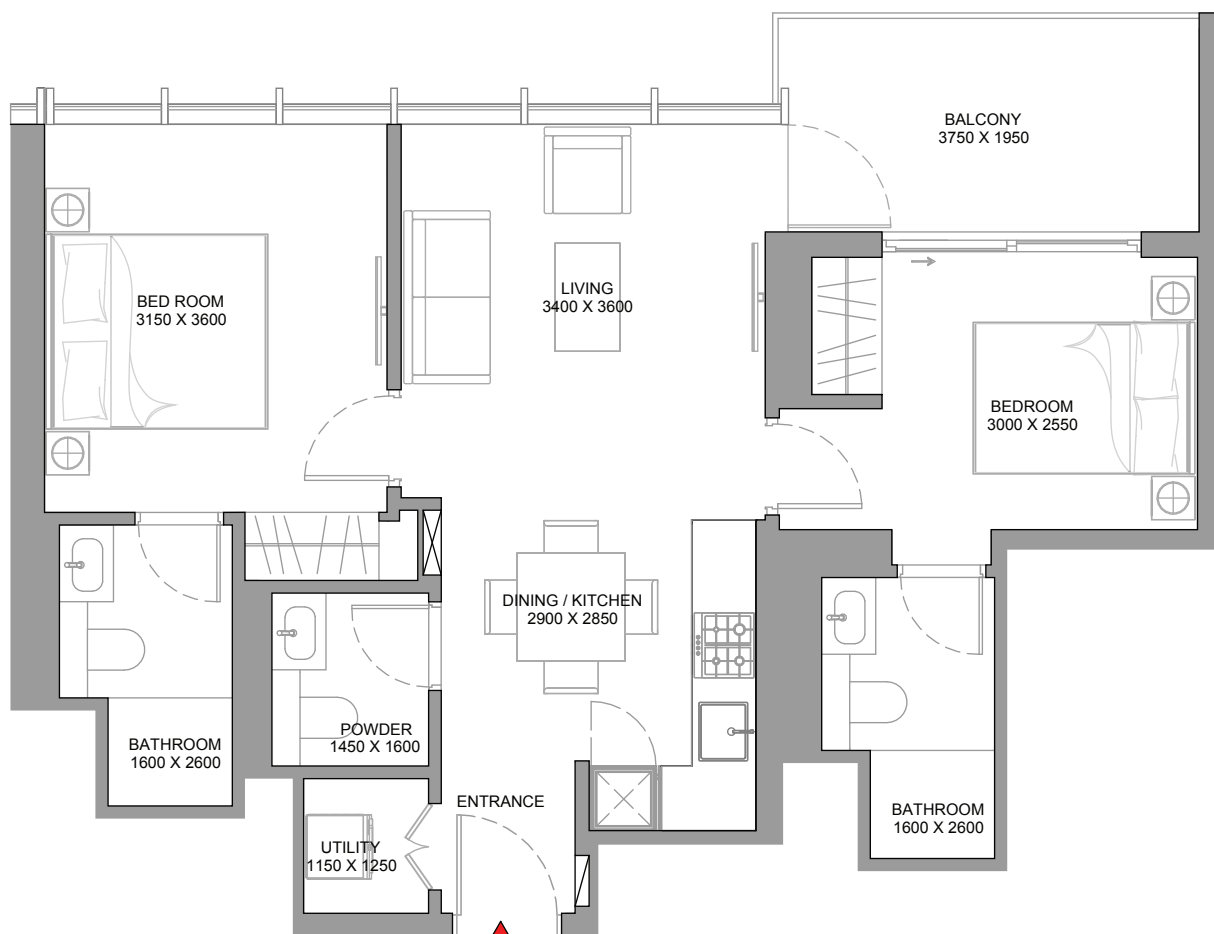 BALCONY
3750 X 1950
BED ROOM
3150 X 3600
LIVING
3400 X 3600
BEDROOM
3000 X 2550
DINING / KITCHEN
2900 X 2850
POWDER
1450 X 1600
BATHROOM
1600 X 2600
ENTRANCE
BATHROOM
1600 X 2600
UTILITY
1150 X 1250